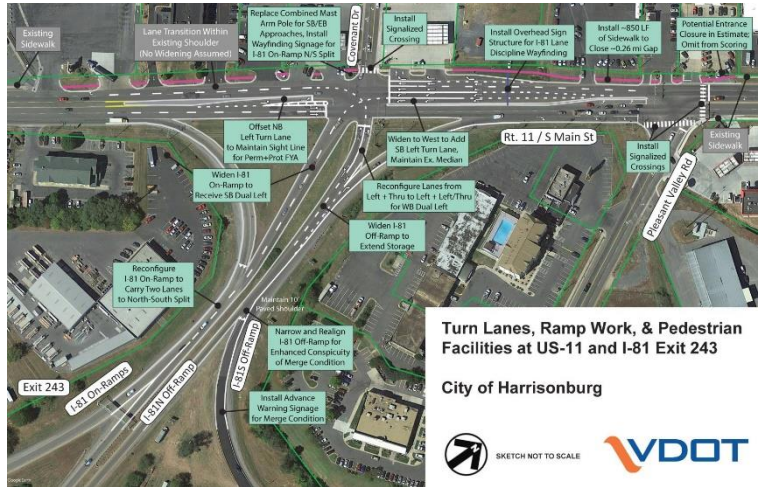 Existing
Sidewalk
Lane Transition Within
Existing Shoulder
(No Widening Assumed)
Replace Combined Mast
Arm Pole for SB/EB
Approaches, Install
Wayfinding Signage for
I-81 On-Ramp N/S Split
Covenant Dr
Install
Signalized
Crossing
Install Overhead Sign
Structure for I-81 Lane
Discipline Wayfinding
Install ~850 LF
of Sidewalk to
Close ~0.26 mi Gap
Potential Entrance
Closure in Estimate;
Omit from Scoring
Offset NB
Left Turn Lane
to Maintain Sight Line
for Perm+Prot FYA
Widen to West to Add
SB Left Turn Lane,
Maintain Ex. Median
Rt. 11 / S Main St
Install
Signalized
Crossings
Existing
Sidewalk
Pleasant Valley Rd
Widen I-81
On-Ramp to
Receive SB Dual Left
Reconfigure Lanes from
Left + Thru to Left + Left/Thru
for WB Dual Left
Widen I-81
Off-Ramp to
Extend Storage
Reconfigure
I-81 On-Ramp to
Carry Two Lanes
to North-South Split
Maintain 10'
Paved Shoulder
Narrow and Realign
I-81 Off-Ramp for
Enhanced Conspicuity
of Merge Condition
Exit 243
I-81 On-Ramps
I-81N Off-Ramp
I-81S Off-Ramp
Install Advance
Warning Signage
for Merge Condition
Turn Lanes, Ramp Work, & Pedestrian
Facilities at US-11 and I-81 Exit 243
City of Harrisonburg
SKETCH NOT TO SCALE
VDOT
Google Earth